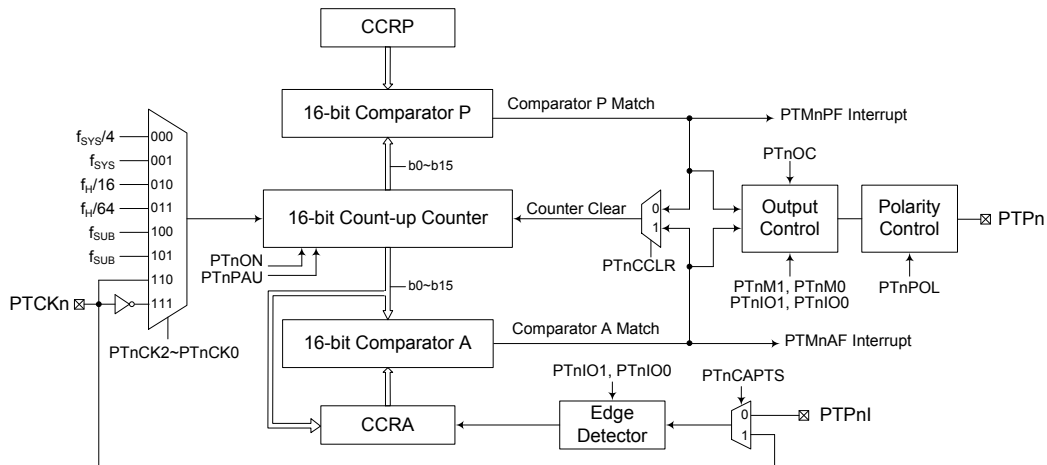 CCRP
16-bit Comparator P
Comparator P Match
PTMnPF Interrupt
b0~b15
PTnOC
fSYS/4
000
fSYS
001
fH/16
010
fH/64
011
fSUB
100
fSUB
101
110
111
PTCKn
PTnCK2~PTnCK0
16-bit Count-up Counter
Counter Clear
0
1
PTnCCLR
Output
Control
Polarity
Control
PTPn
PTnON
PTnPAU
PTnM1, PTnM0
PTnIO1, PTnIO0
PTnPOL
b0~b15
16-bit Comparator A
Comparator A Match
PTMnAF Interrupt
PTnIO1, PTnIO0
PTnCAPTS
CCRA
Edge
Detector
0
1
PTPnI